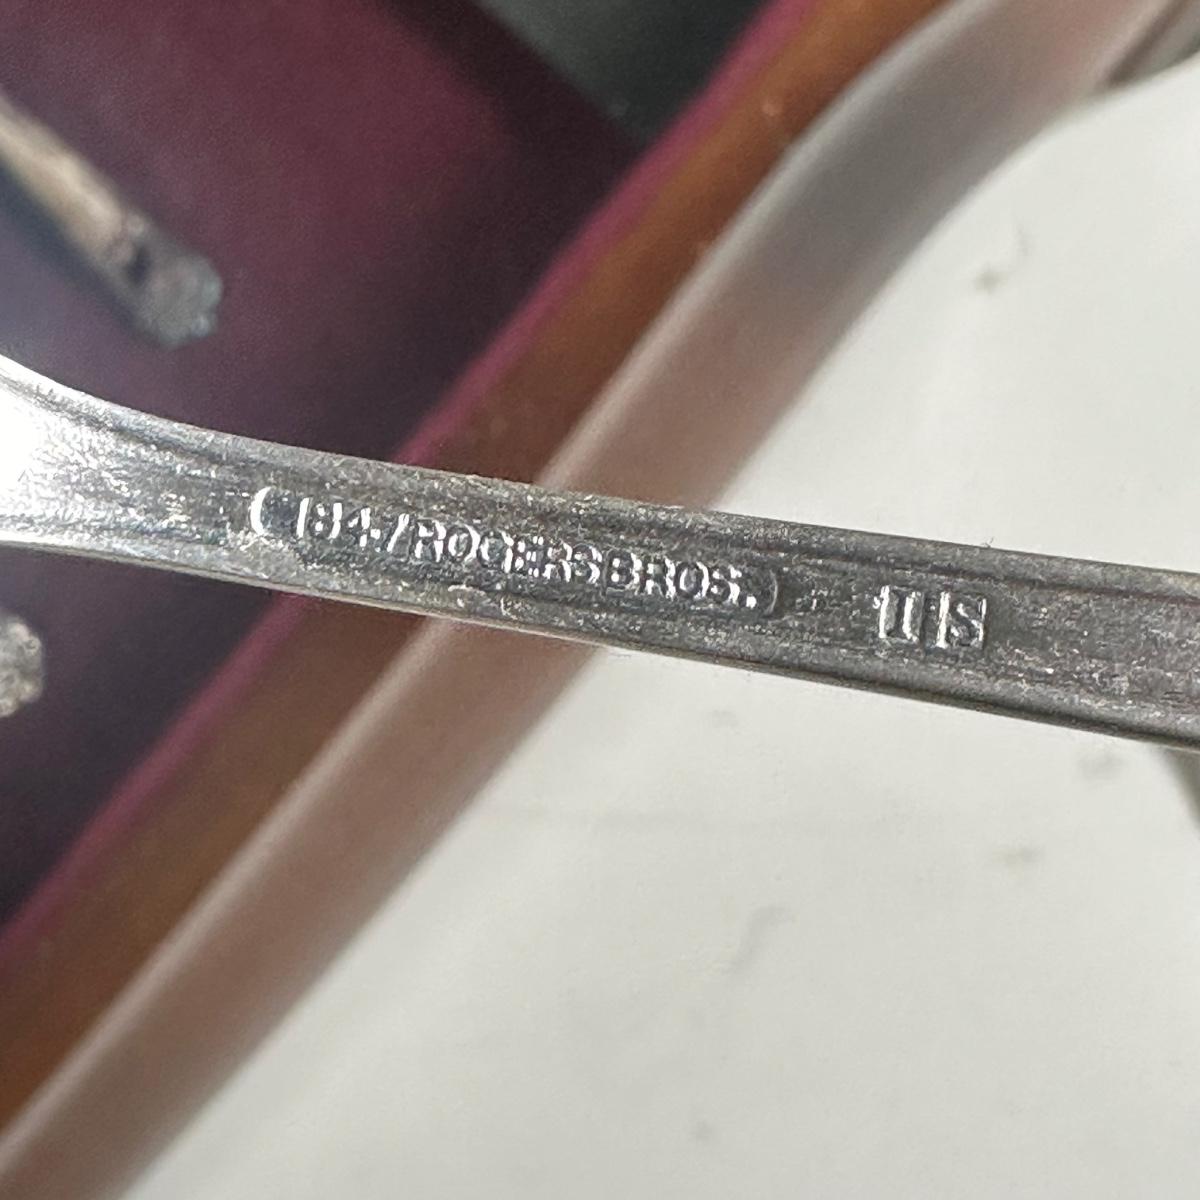 (1847 ROGERS BROS.) IS